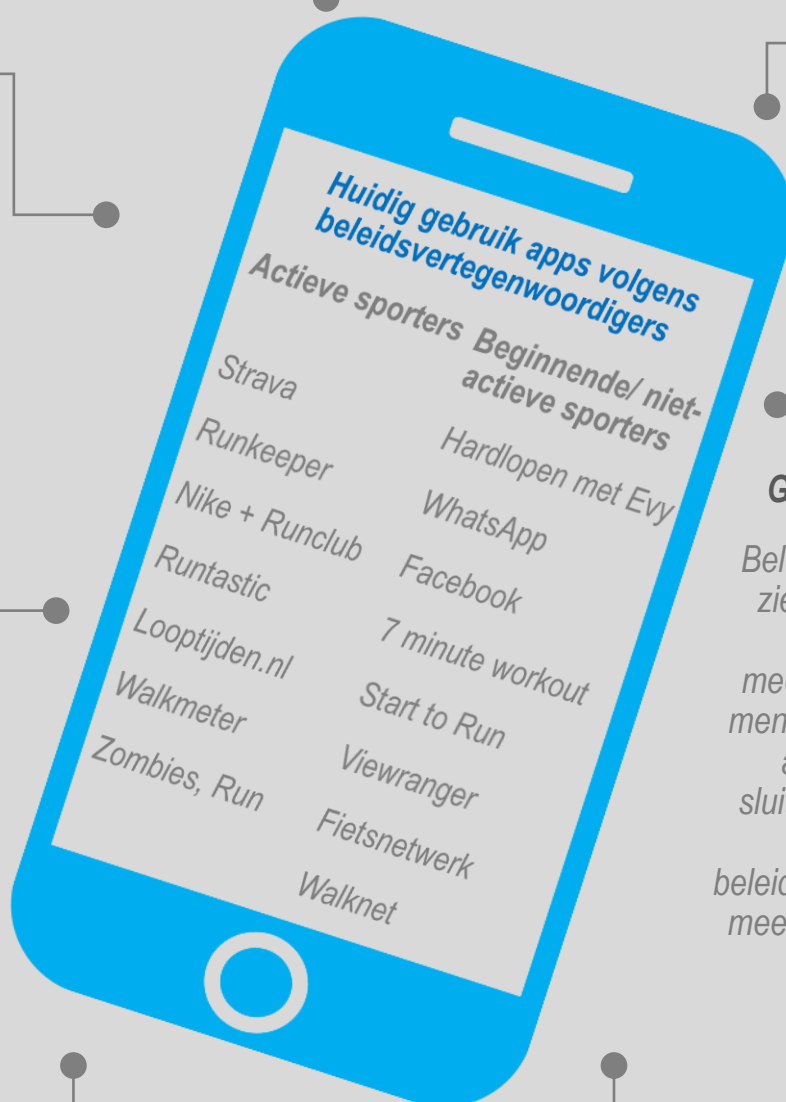 Huidig gebruik apps volgens
beleidsvertegenwoordigers
Actieve sporters
Strava
Runkeeper
Nike + Runclub
Runtastic
Looptijden.nl
Walkmeter
Zombies, Run
Beginnende/ niet-
actieve sporters
Hardlopen met Evy
WhatsApp
Facebook
7 minute workout
Start to Run
Viewranger
Fietsnetwerk
Walknet